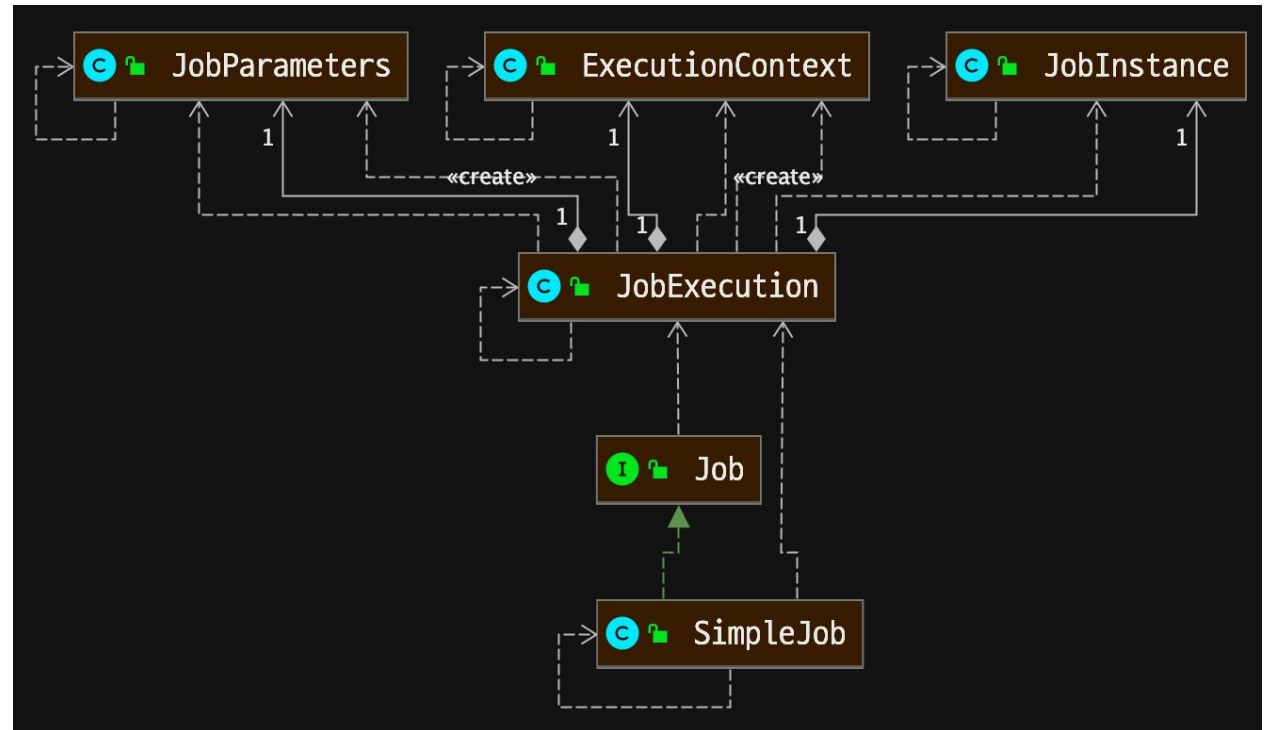 C JobParameters
C ExecutionContext
C JobInstance
1
1
1
«create»
«create»
1
1
1
C JobExecution
I Job
C SimpleJob